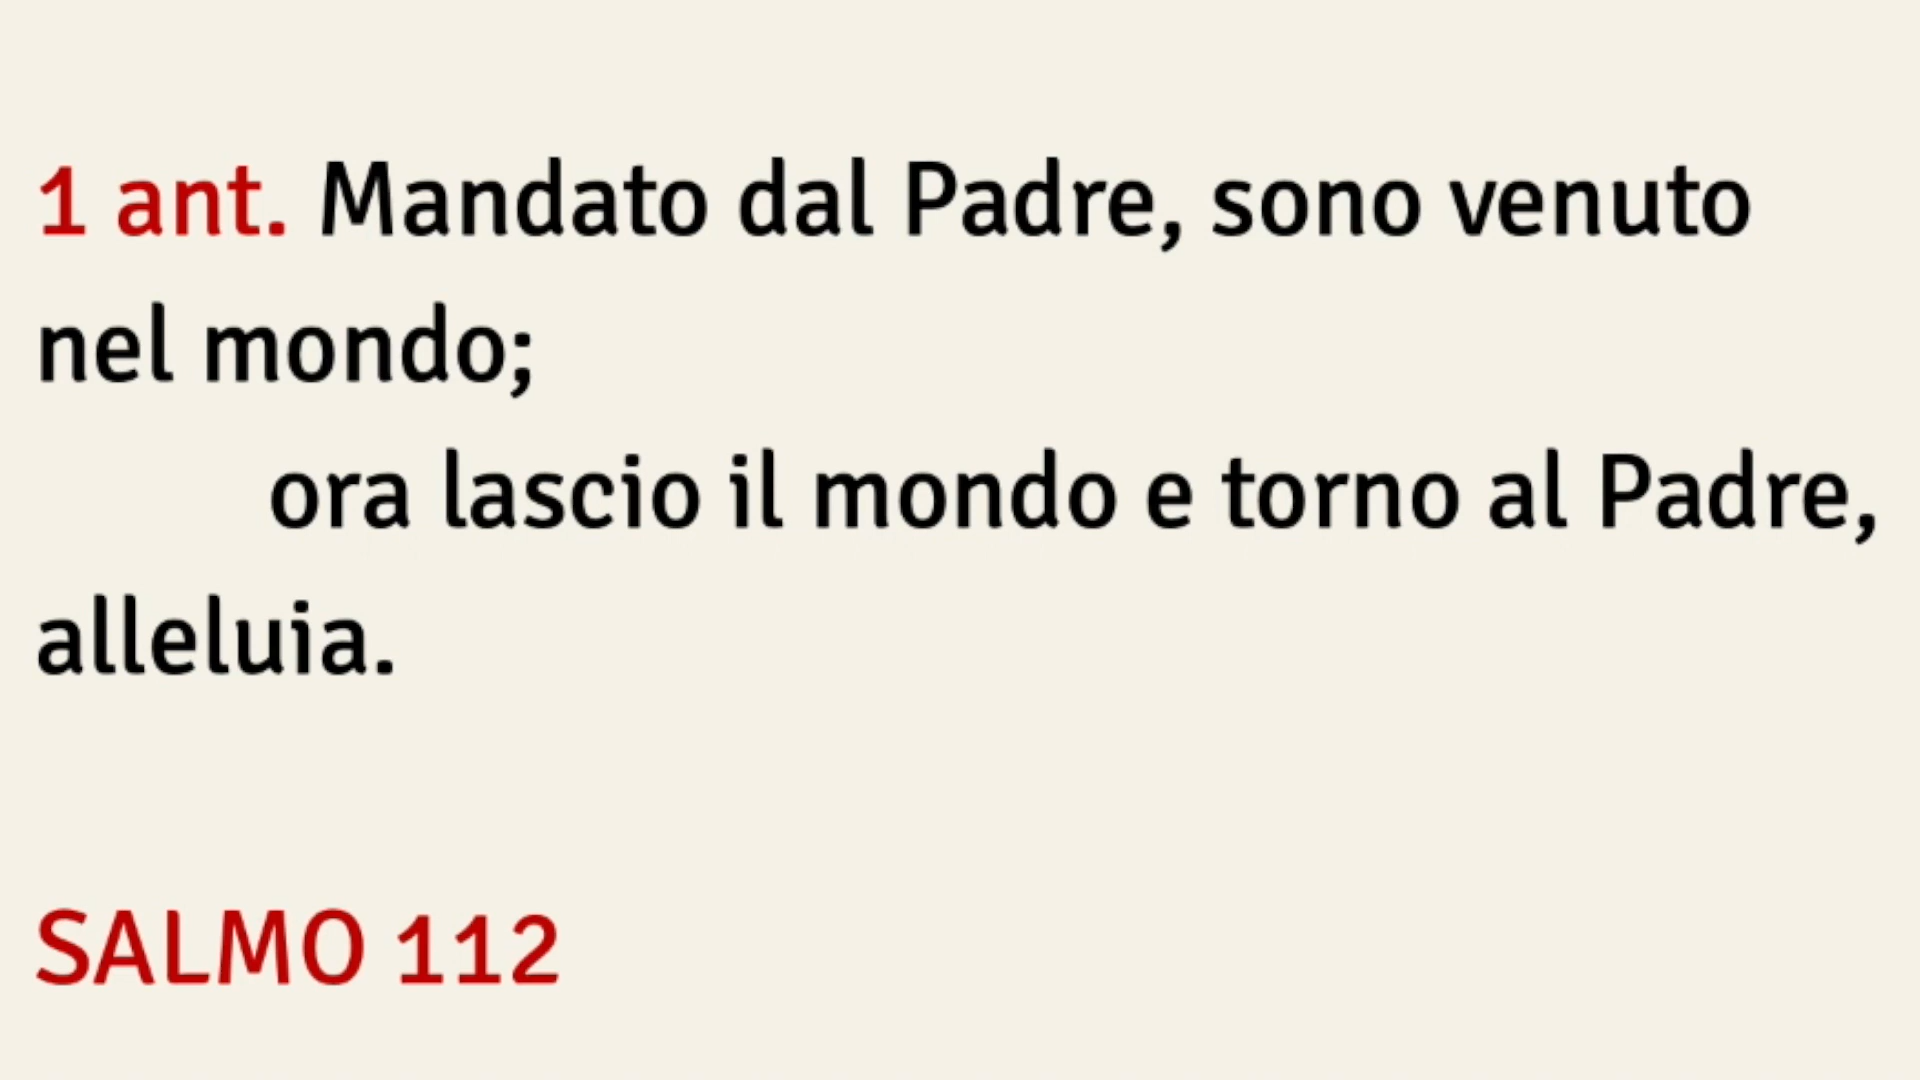 1 ant. Mandato dal Padre, sono venuto
nel mondo;
ora lascio il mondo e torno al Padre,
alleluia.
SALMO 112